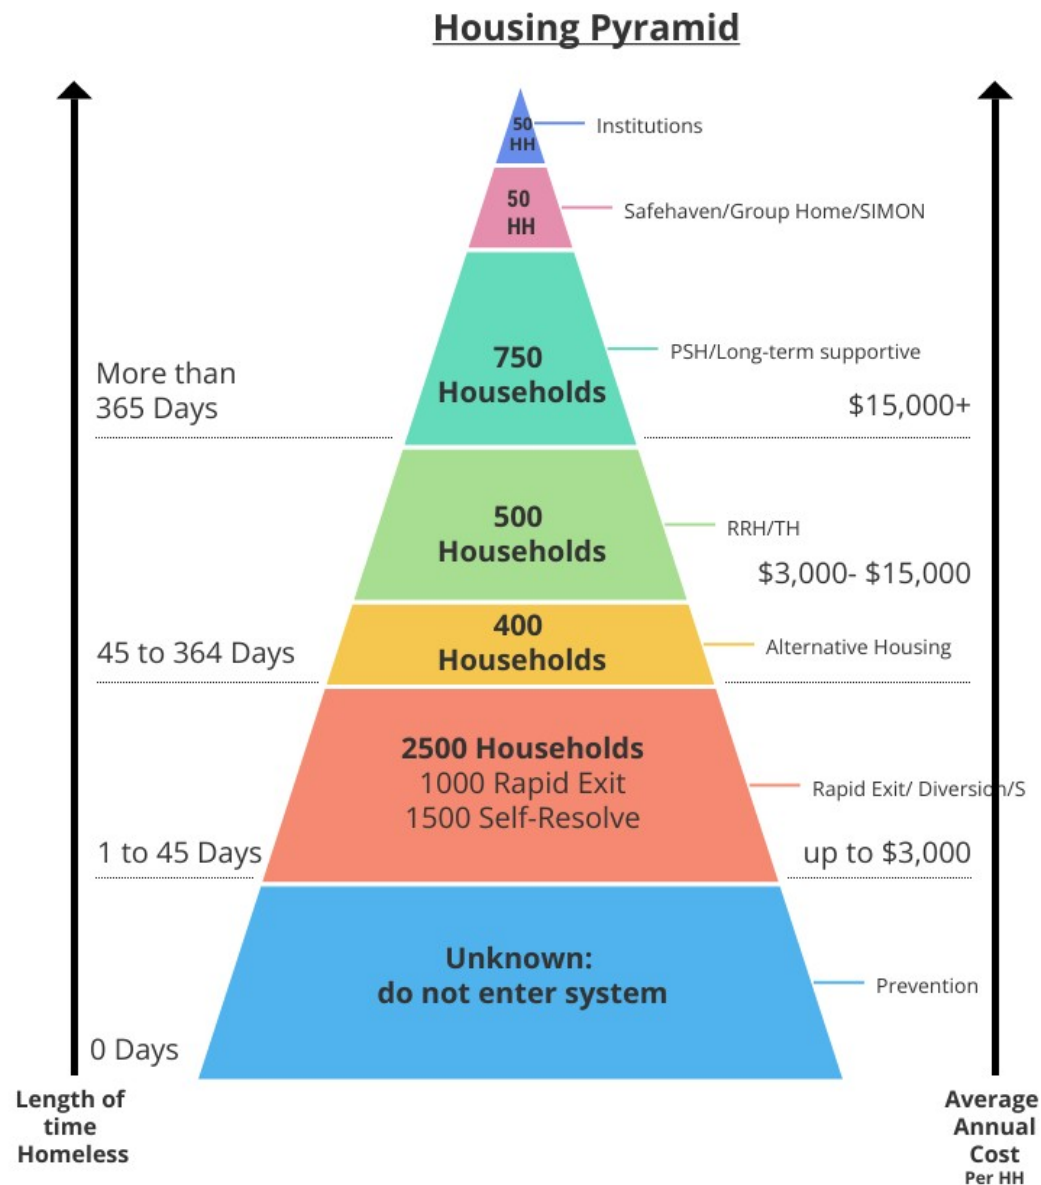 Housing Pyramid
50
HH
Institutions
50
HH
Safehaven/Group Home/SIMON
750
Households
PSH/Long-term supportive
More than
365 Days
$15,000+
500
Households
RRH/TH
$3,000- $15,000
400
Households
45 to 364 Days
Alternative Housing
2500 Households
1000 Rapid Exit
1500 Self-Resolve
Rapid Exit/ Diversion/S
1 to 45 Days
up to $3,000
Unknown:
do not enter system
Prevention
0 Days
Length of
time
Homeless
Average
Annual
Cost
Per HH